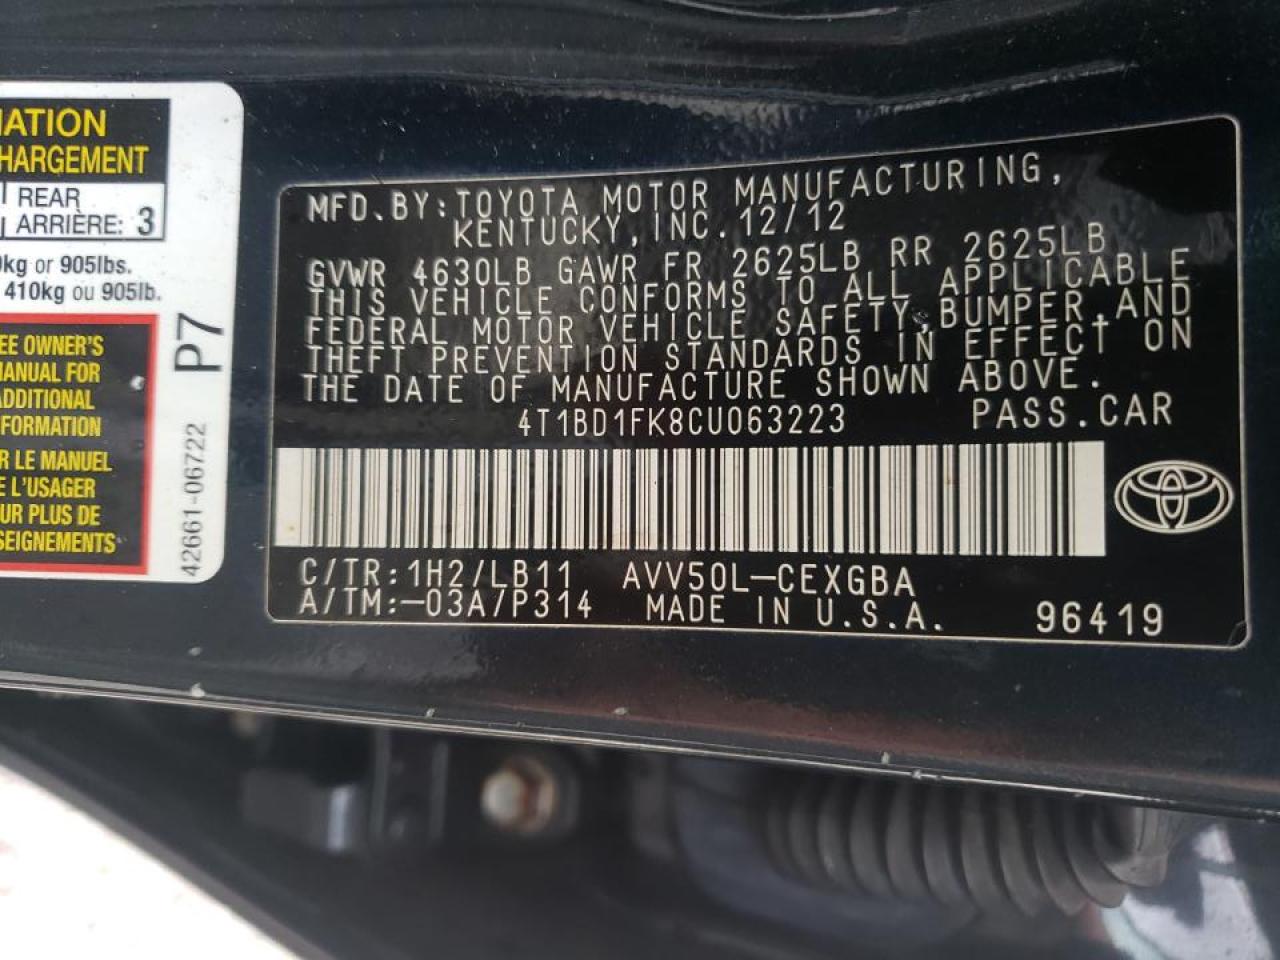 IATION
HARGEMENT
REAR
ARRIÈRE: 3
kg or 905lbs.
410kg ou 905lb.
EE OWNER'S
MANUAL FOR
ADDITIONAL
FORMATION
R LE MANUEL
E L'USAGER
UR PLUS DE
SEIGNEMENTS
P7
42661-06722
MFD.BY:TOYOTA MOTOR MANUFACTURING,
KENTUCKY,INC.12/12
GVWR 4630LB GAWR FR 2625LB RR 2625LB
THIS VEHICLE CONFORMS TO ALL APPLICABLE
FEDERAL MOTOR VEHICLE SAFETY,BUMPER,AND
THEFT PREVENTION STANDARDS IN EFFECT ON
THE DATE OF MANUFACTURE SHOWN ABOVE.
4T1BD1FK8CU063223 PASS.CAR
C/TR:1H2/LB11 AVV50L-CEXGBA
A/TM:-03A/P314 MADE IN U.S.A. 96419